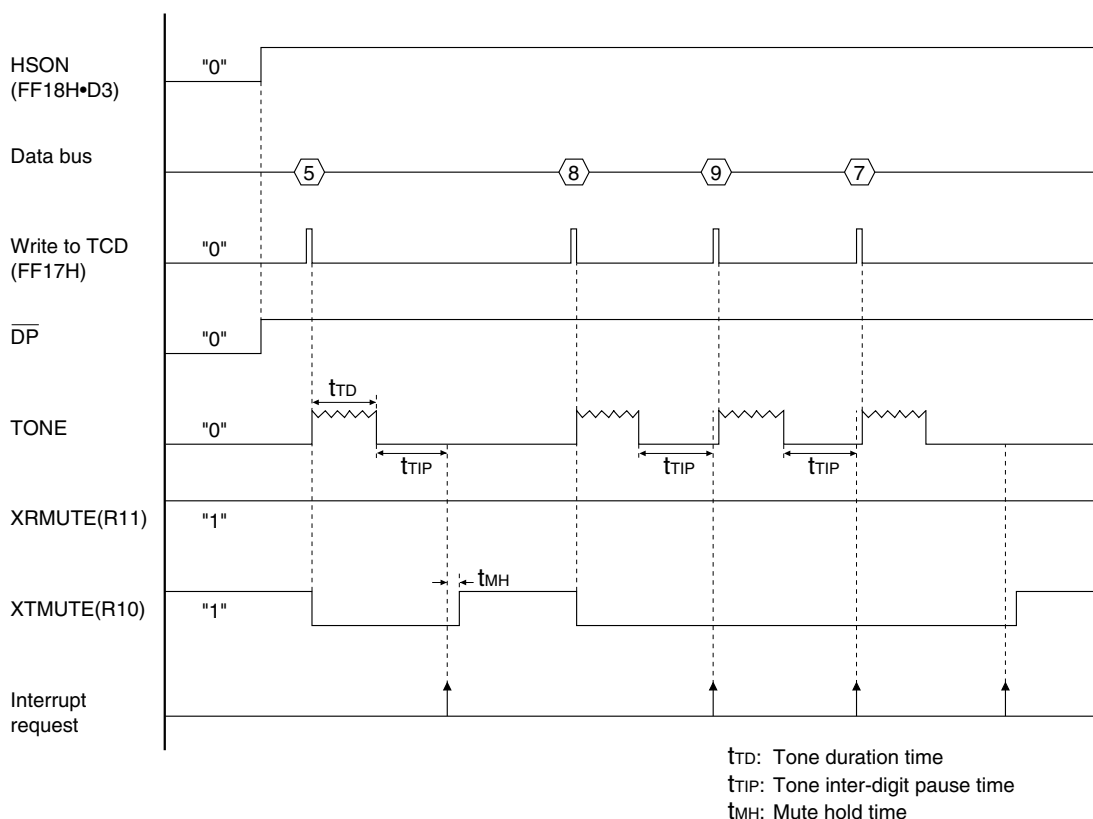 HSON "0"
(FF18H•D3)
Data bus 5 8 9 7
Write to TCD "0"
(FF17H)
DP "0"
tTD
TONE "0"
tTIP tTIP tTIP
XRMUTE(R11) "1"
tMH
XTMUTE(R10) "1"
Interrupt
request
tTD: Tone duration time
tTIP: Tone inter-digit pause time
tMH: Mute hold time